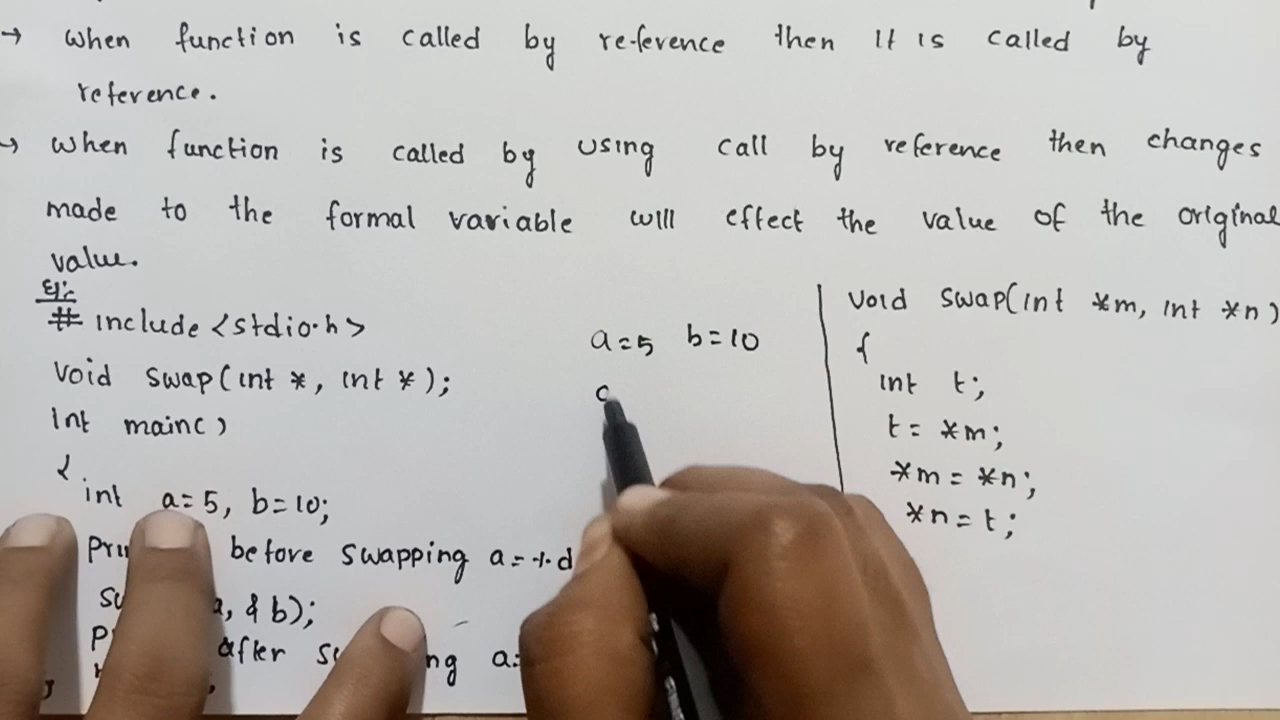 → when function is called by reference then it is called by
reference.
→ when function is called by using call by reference then changes
made to the formal variable will effect the value of the original
value.
Eg:-
# include <stdio.h>
void swap(int *, int *);
int main()
{
int a=5, b=10;
before swapping a=%d
&b);
after a=
a=5 b=10
void swap(int *m, int *n)
{
int t;
t= *m;
*m = *n;
*n = t;